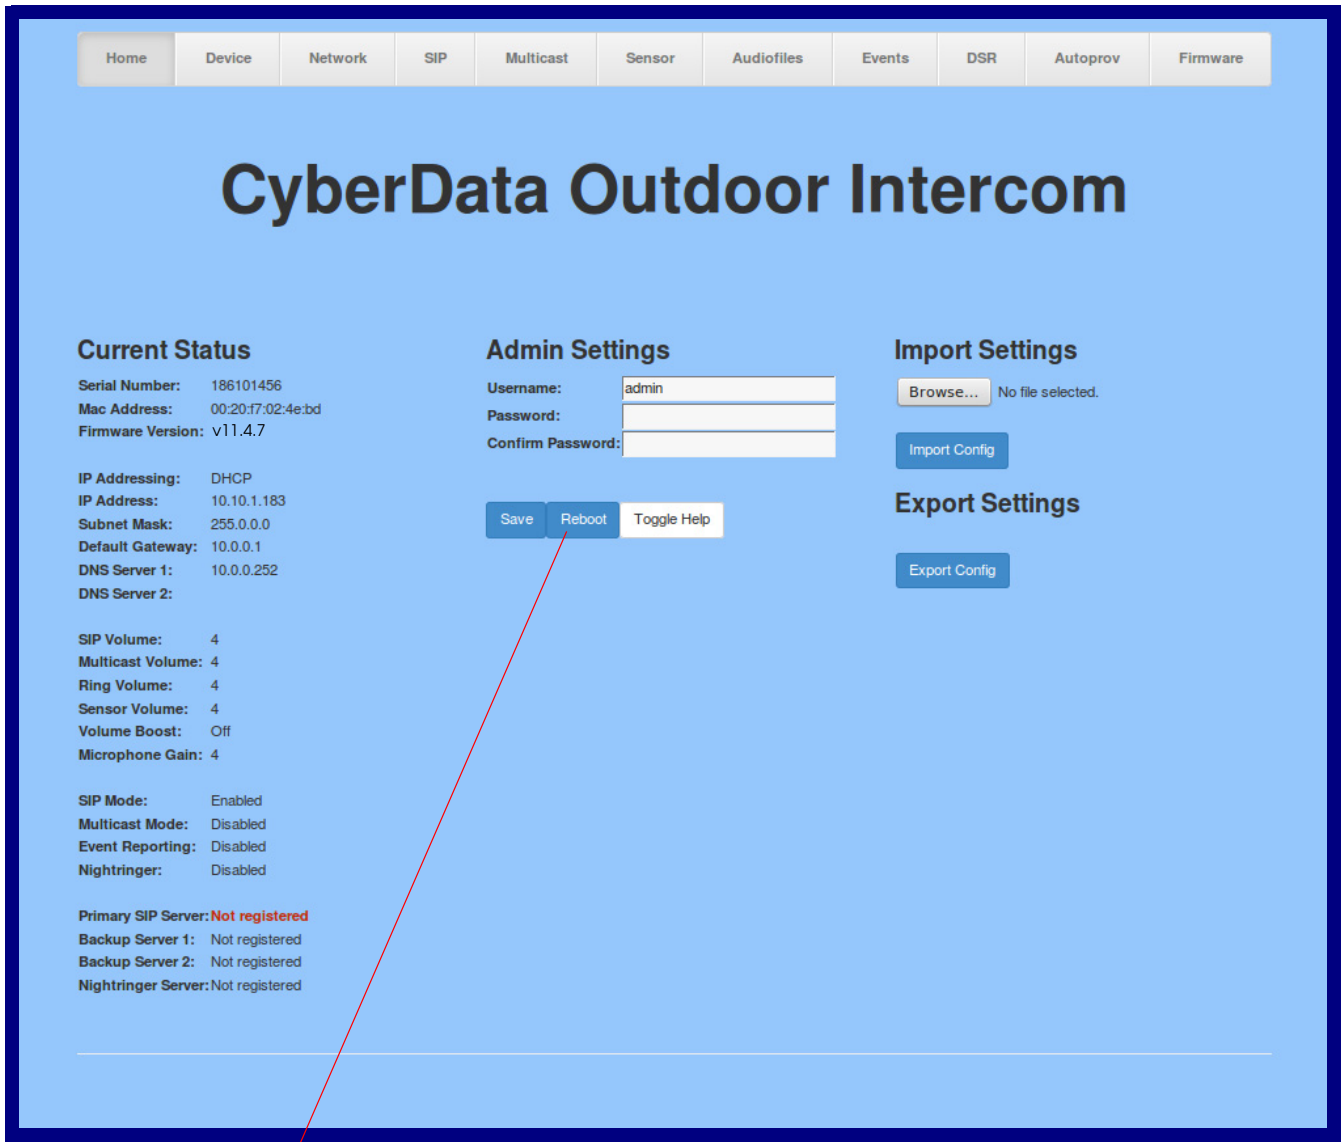 Home Device Network SIP Multicast Sensor Audiofiles Events DSR Autoprov Firmware
CyberData Outdoor Intercom
Current Status
Serial Number: 186101456
Mac Address: 00:20:f7:02:4e:bd
Firmware Version: v11.4.7
IP Addressing: DHCP
IP Address: 10.10.1.183
Subnet Mask: 255.0.0.0
Default Gateway: 10.0.0.1
DNS Server 1: 10.0.0.252
DNS Server 2:
SIP Volume: 4
Multicast Volume: 4
Ring Volume: 4
Sensor Volume: 4
Volume Boost: Off
Microphone Gain: 4
SIP Mode: Enabled
Multicast Mode: Disabled
Event Reporting: Disabled
Nightringer: Disabled
Primary SIP Server: Not registered
Backup Server 1: Not registered
Backup Server 2: Not registered
Nightringer Server: Not registered
Admin Settings
Username: admin
Password:
Confirm Password:
Save Reboot Toggle Help
Import Settings
Browse... No file selected.
Import Config
Export Settings
Export Config